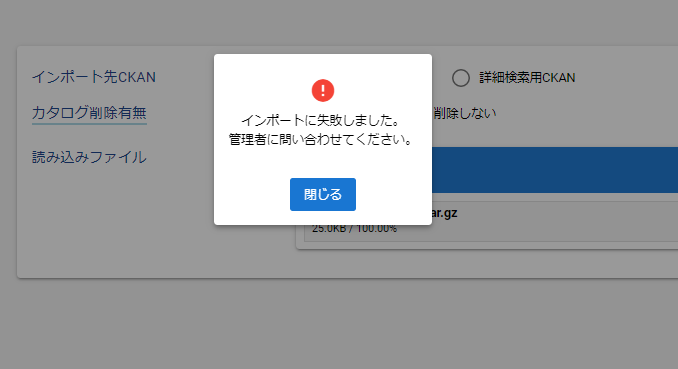 インポート先CKAN
詳細検索用CKAN
カタログ削除有無
削除しない
読み込みファイル
インポートに失敗しました。
管理者に問い合わせてください。
閉じる
ar.gz
25.0KB / 100.00%